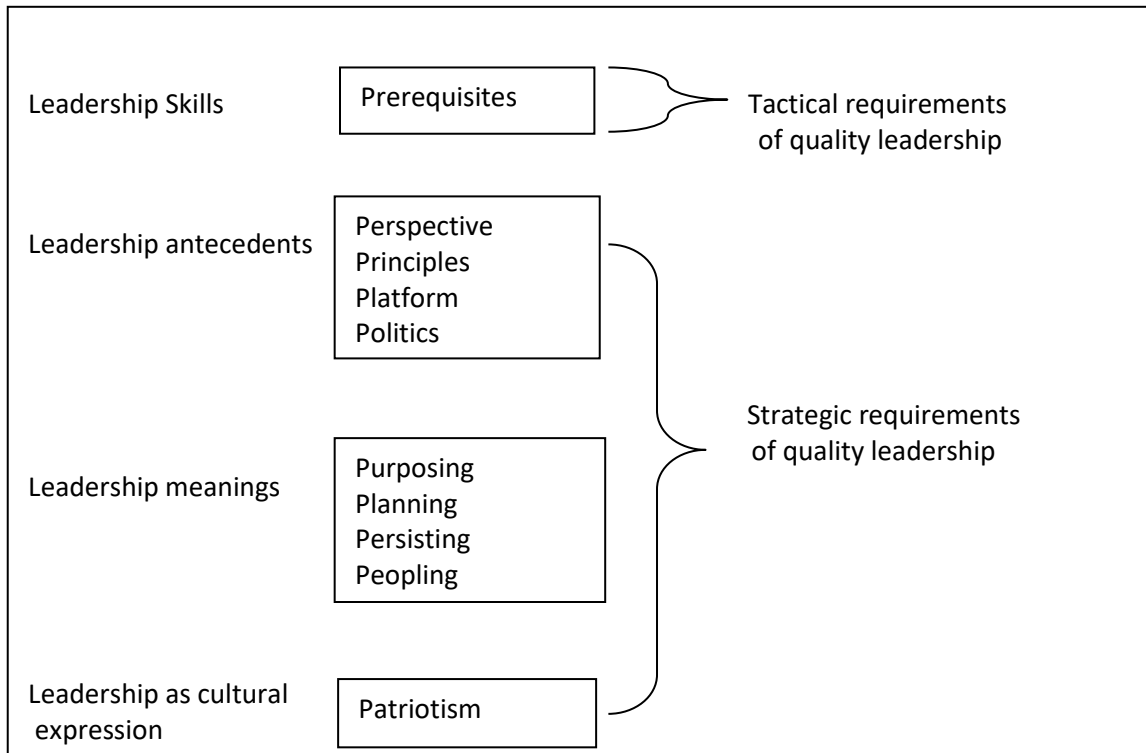 Leadership Skills
Prerequisites
Tactical requirements
of quality leadership
Leadership antecedents
Perspective
Principles
Platform
Politics
Strategic requirements
of quality leadership
Leadership meanings
Purposing
Planning
Persisting
Peopling
Leadership as cultural
expression
Patriotism